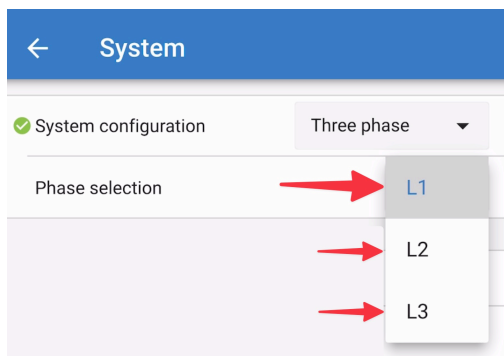 System
System configuration
Three phase
Phase selection
L1
L2
L3